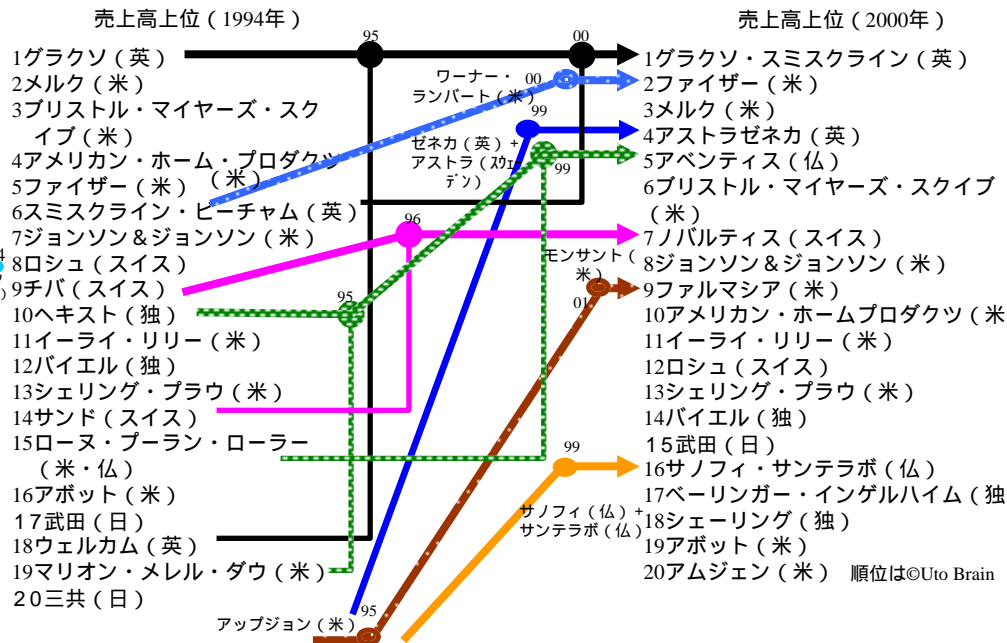 売上高上位（1994年）
1グラクソ（英）
2メルク（米）
3ブリストル・マイヤーズ・スク
イブ（米）
4アメリカン・ホーム・プロダクツ
（米）
5ファイザー（米）
6スミスクライン・ビーチャム（英）
7ジョンソン＆ジョンソン（米）
8ロシュ（スイス）
9チバ（スイス）
10ヘキスト（独）
11イーライ・リリー（米）
12バイエル（独）
13シェリング・プラウ（米）
14サンド（スイス）
15ローヌ・プーラン・ローラー
（米・仏）
16アボット（米）
17武田（日）
18ウェルカム（英）
19マリオン・メレル・ダウ（米）
20三共（日）
95
00
ワーナー・
ランバート（米）
00
99
ゼネカ（英）+
アストラ（スウェー
デン）
99
96
モンサント（
米）
01
95
99
サノフィ（仏）+
サンテラボ（仏）
95
アップジョン（米）
売上高上位（2000年）
1グラクソ・スミスクライン（英）
2ファイザー（米）
3メルク（米）
4アストラゼネカ（英）
5アベンティス（仏）
6ブリストル・マイヤーズ・スクイブ
（米）
7ノバルティス（スイス）
8ジョンソン＆ジョンソン（米）
9ファルマシア（米）
10アメリカン・ホームプロダクツ（米
11イーライ・リリー（米）
12ロシュ（スイス）
13シェリング・プラウ（米）
14バイエル（独）
15武田（日）
16サノフィ・サンテラボ（仏）
17ベーリンガー・インゲルハイム（独
18シェーリング（独）
19アボット（米）
20アムジェン（米）
順位は©Uto Brain